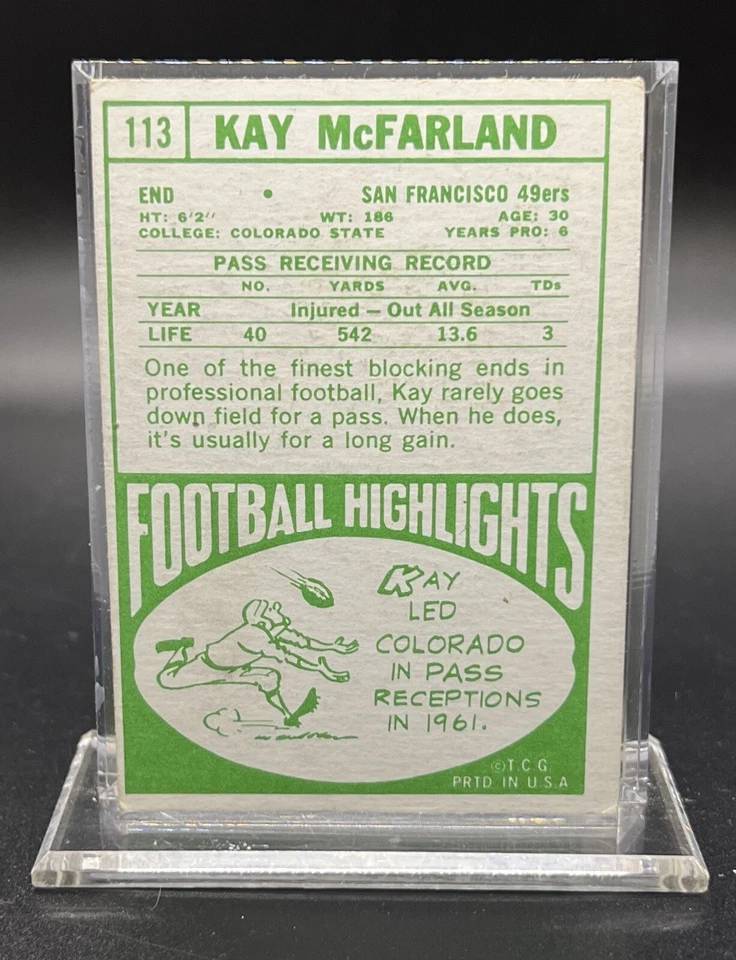 113 KAY McFARLAND
END • SAN FRANCISCO 49ers
HT: 6'2'' WT: 186 AGE: 30
COLLEGE: COLORADO STATE YEARS PRO: 6
PASS RECEIVING RECORD
NO. YARDS AVG. TDs
YEAR Injured — Out All Season
LIFE 40 542 13.6 3
One of the finest blocking ends in
professional football, Kay rarely goes
down field for a pass. When he does,
it's usually for a long gain.
FOOTBALL HIGHLIGHTS
KAY
LED
COLORADO
IN PASS
RECEPTIONS
IN 1961.
©T.C.G.
PRTD IN U.S.A